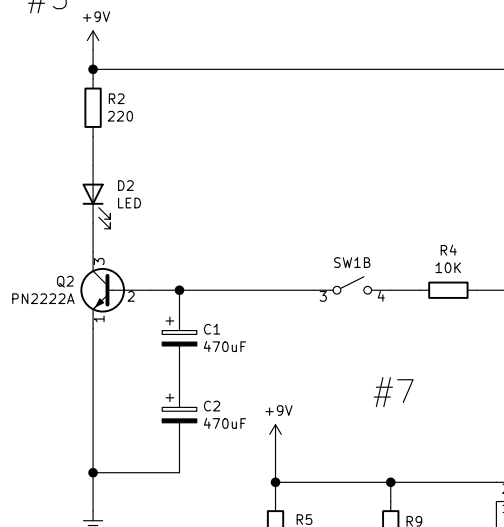 +9V
R2
220
D2
LED
3
Q2
PN2222A
2
1
SW1B
3
4
R4
10K
+
C1
470uF
+
C2
470uF
#7
+9V
R5
R9